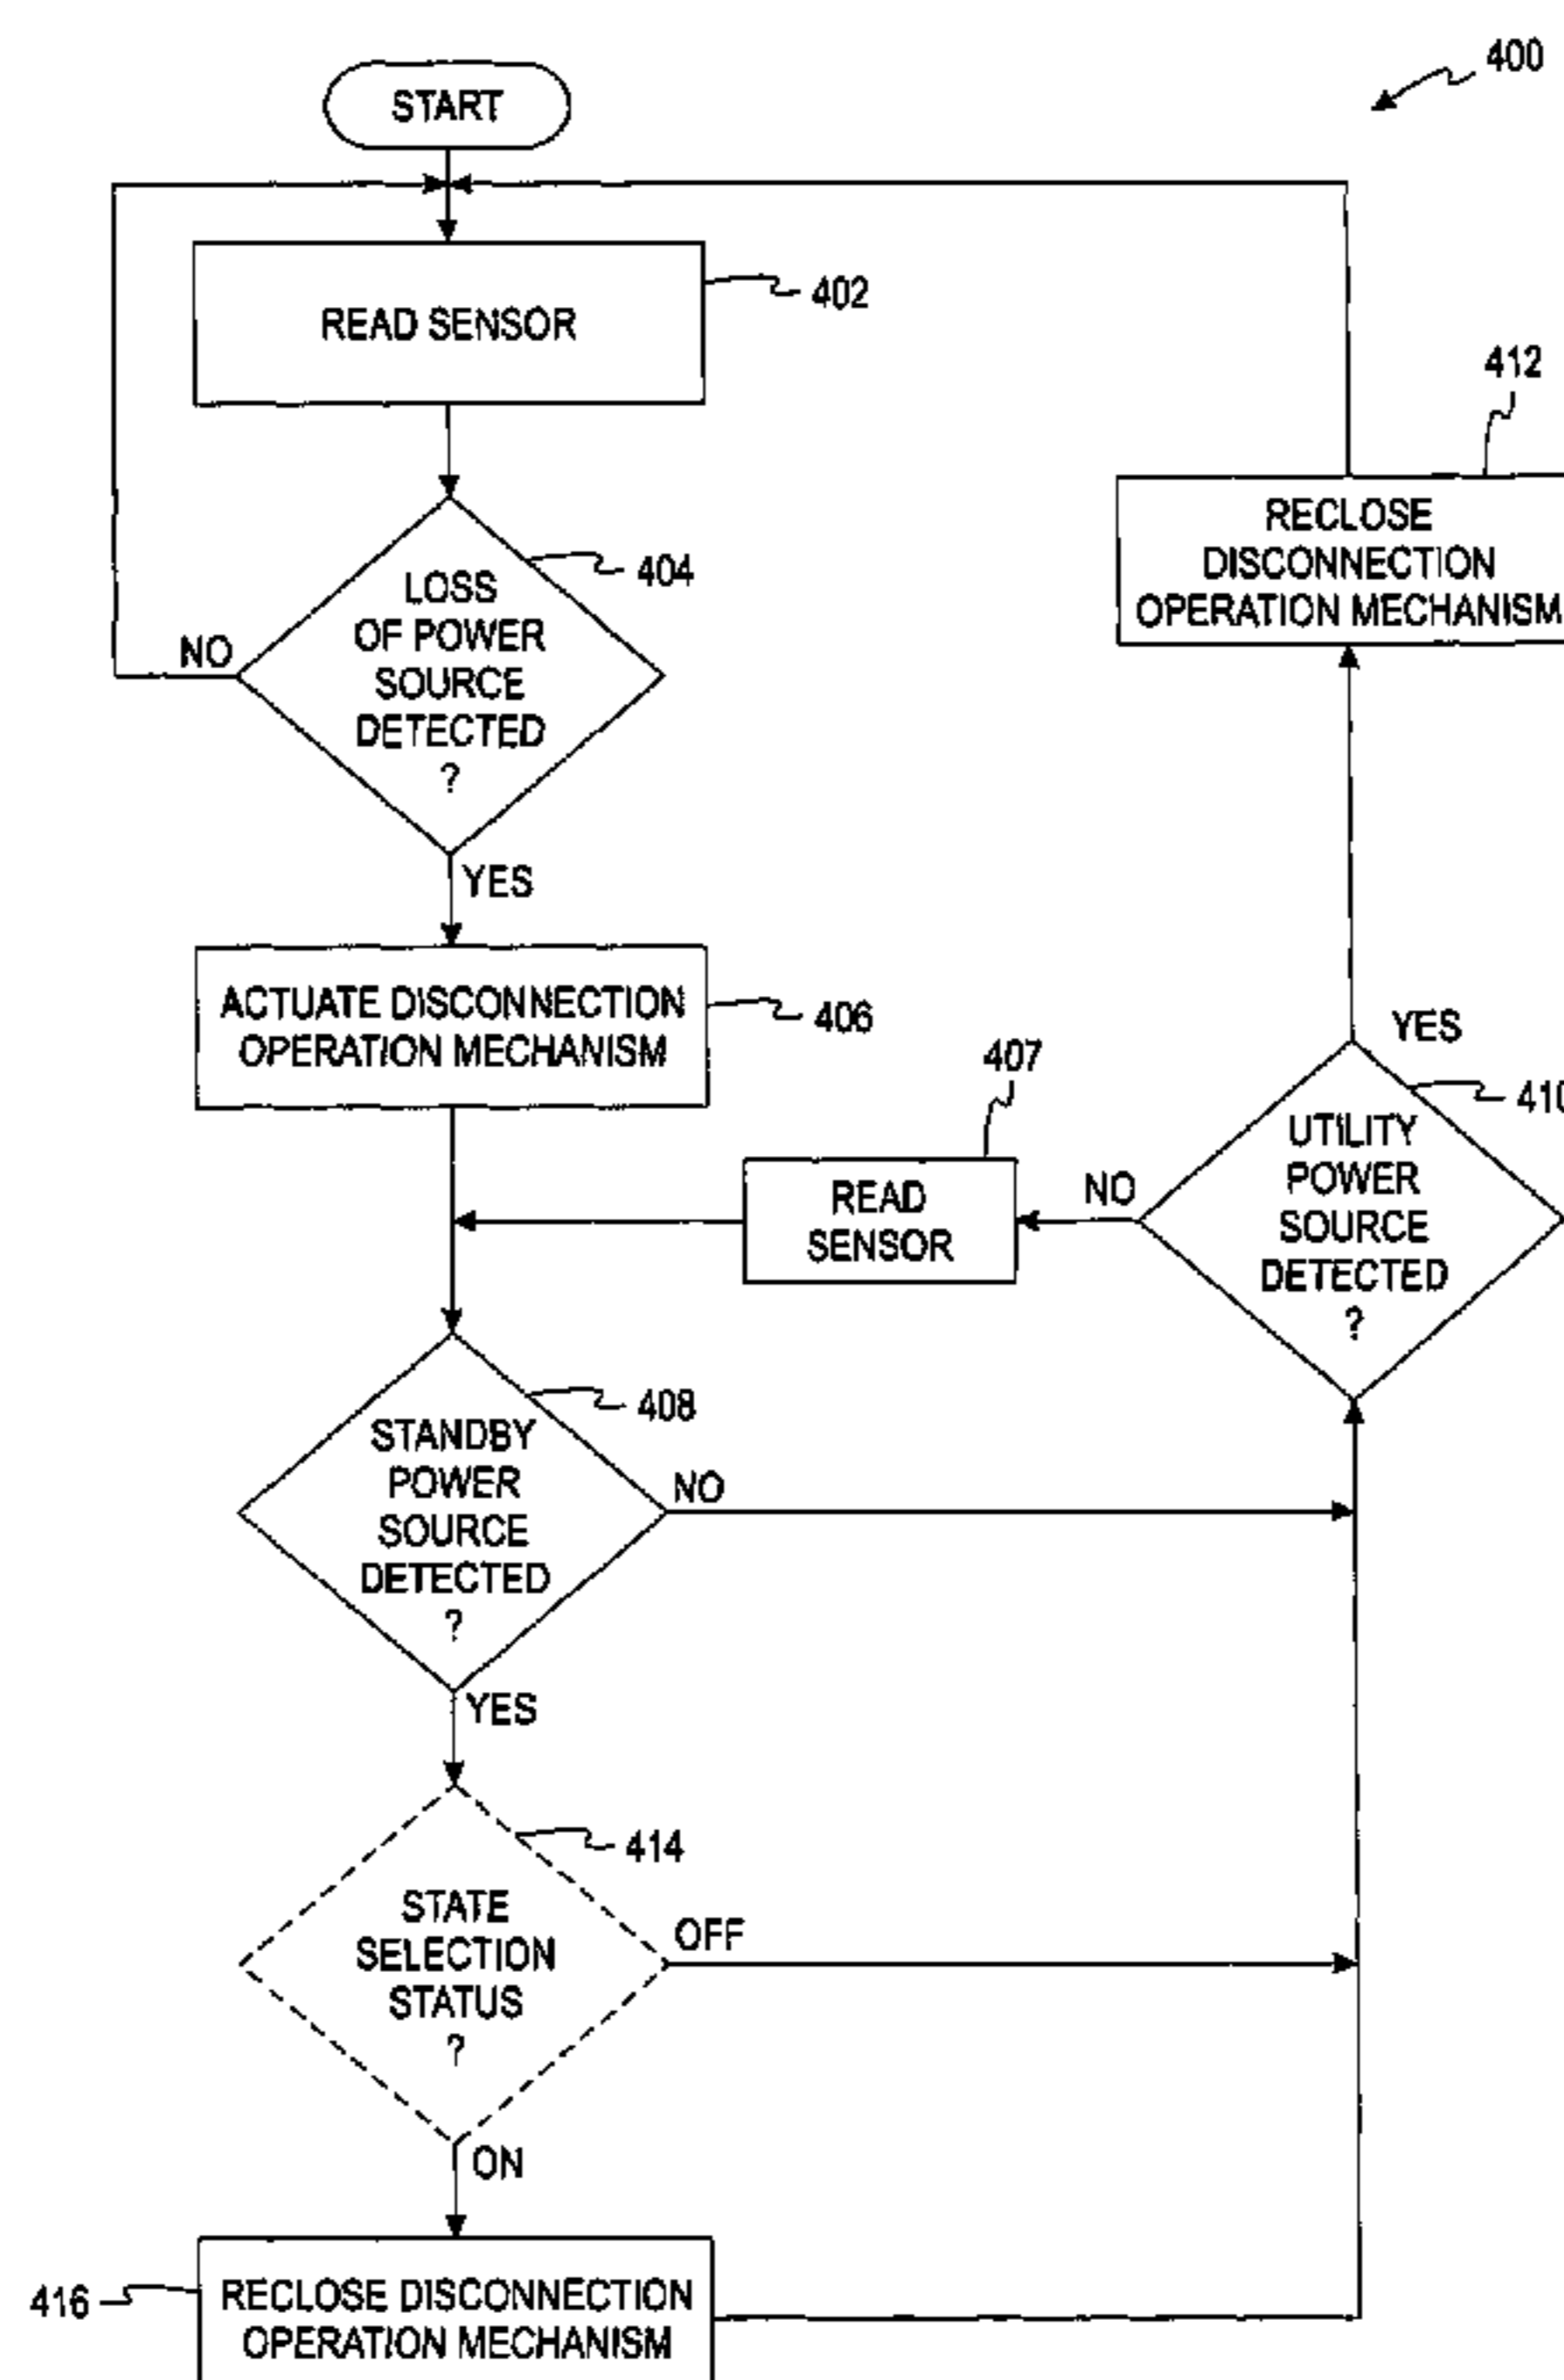 400
START
READ SENSOR
402
412
RECLOSE
DISCONNECTION
OPERATION MECHANISM
LOSS
OF POWER
SOURCE
DETECTED
?
404
NO
YES
ACTUATE DISCONNECTION
OPERATION MECHANISM
406
407
READ
SENSOR
NO
YES
410
UTILITY
POWER
SOURCE
DETECTED
?
408
STANDBY
POWER
SOURCE
DETECTED
?
NO
YES
414
STATE
SELECTION
STATUS
?
OFF
ON
416
RECLOSE DISCONNECTION
OPERATION MECHANISM